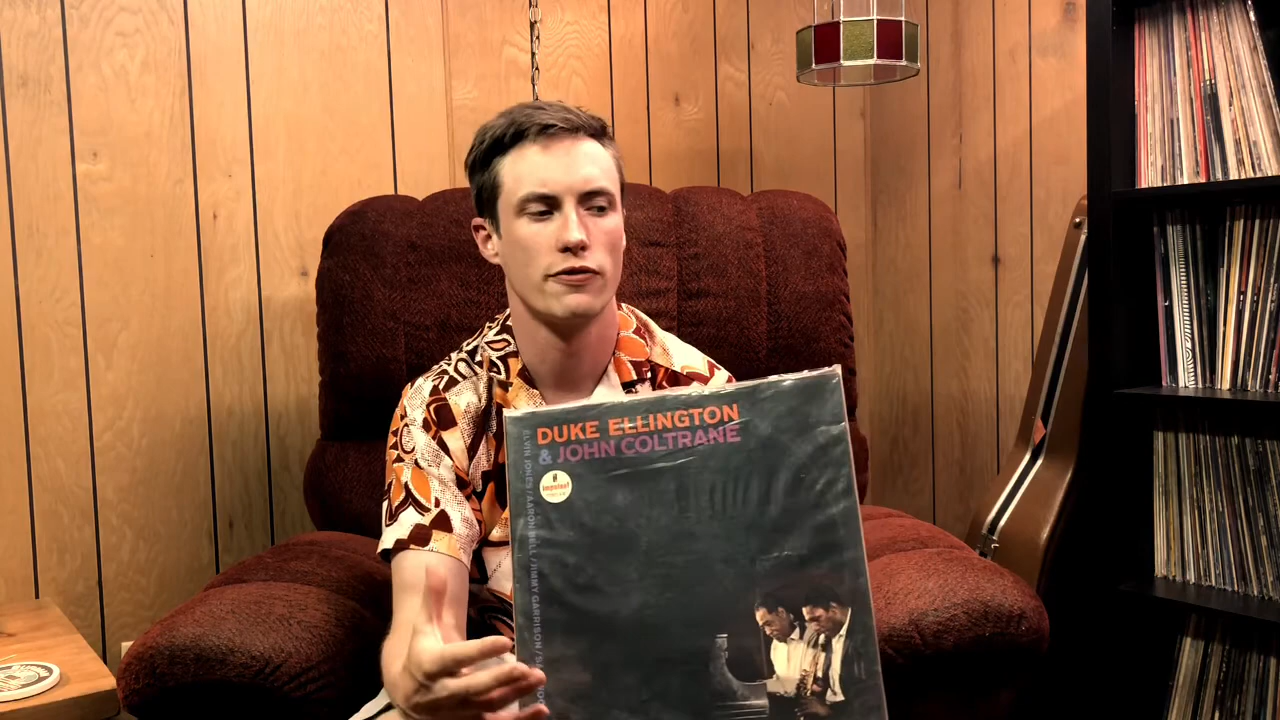 DUKE ELLINGTON
& JOHN COLTRANE
impulse!
ELVIN JONES/AARON BELL/JIMMY GARRISON/